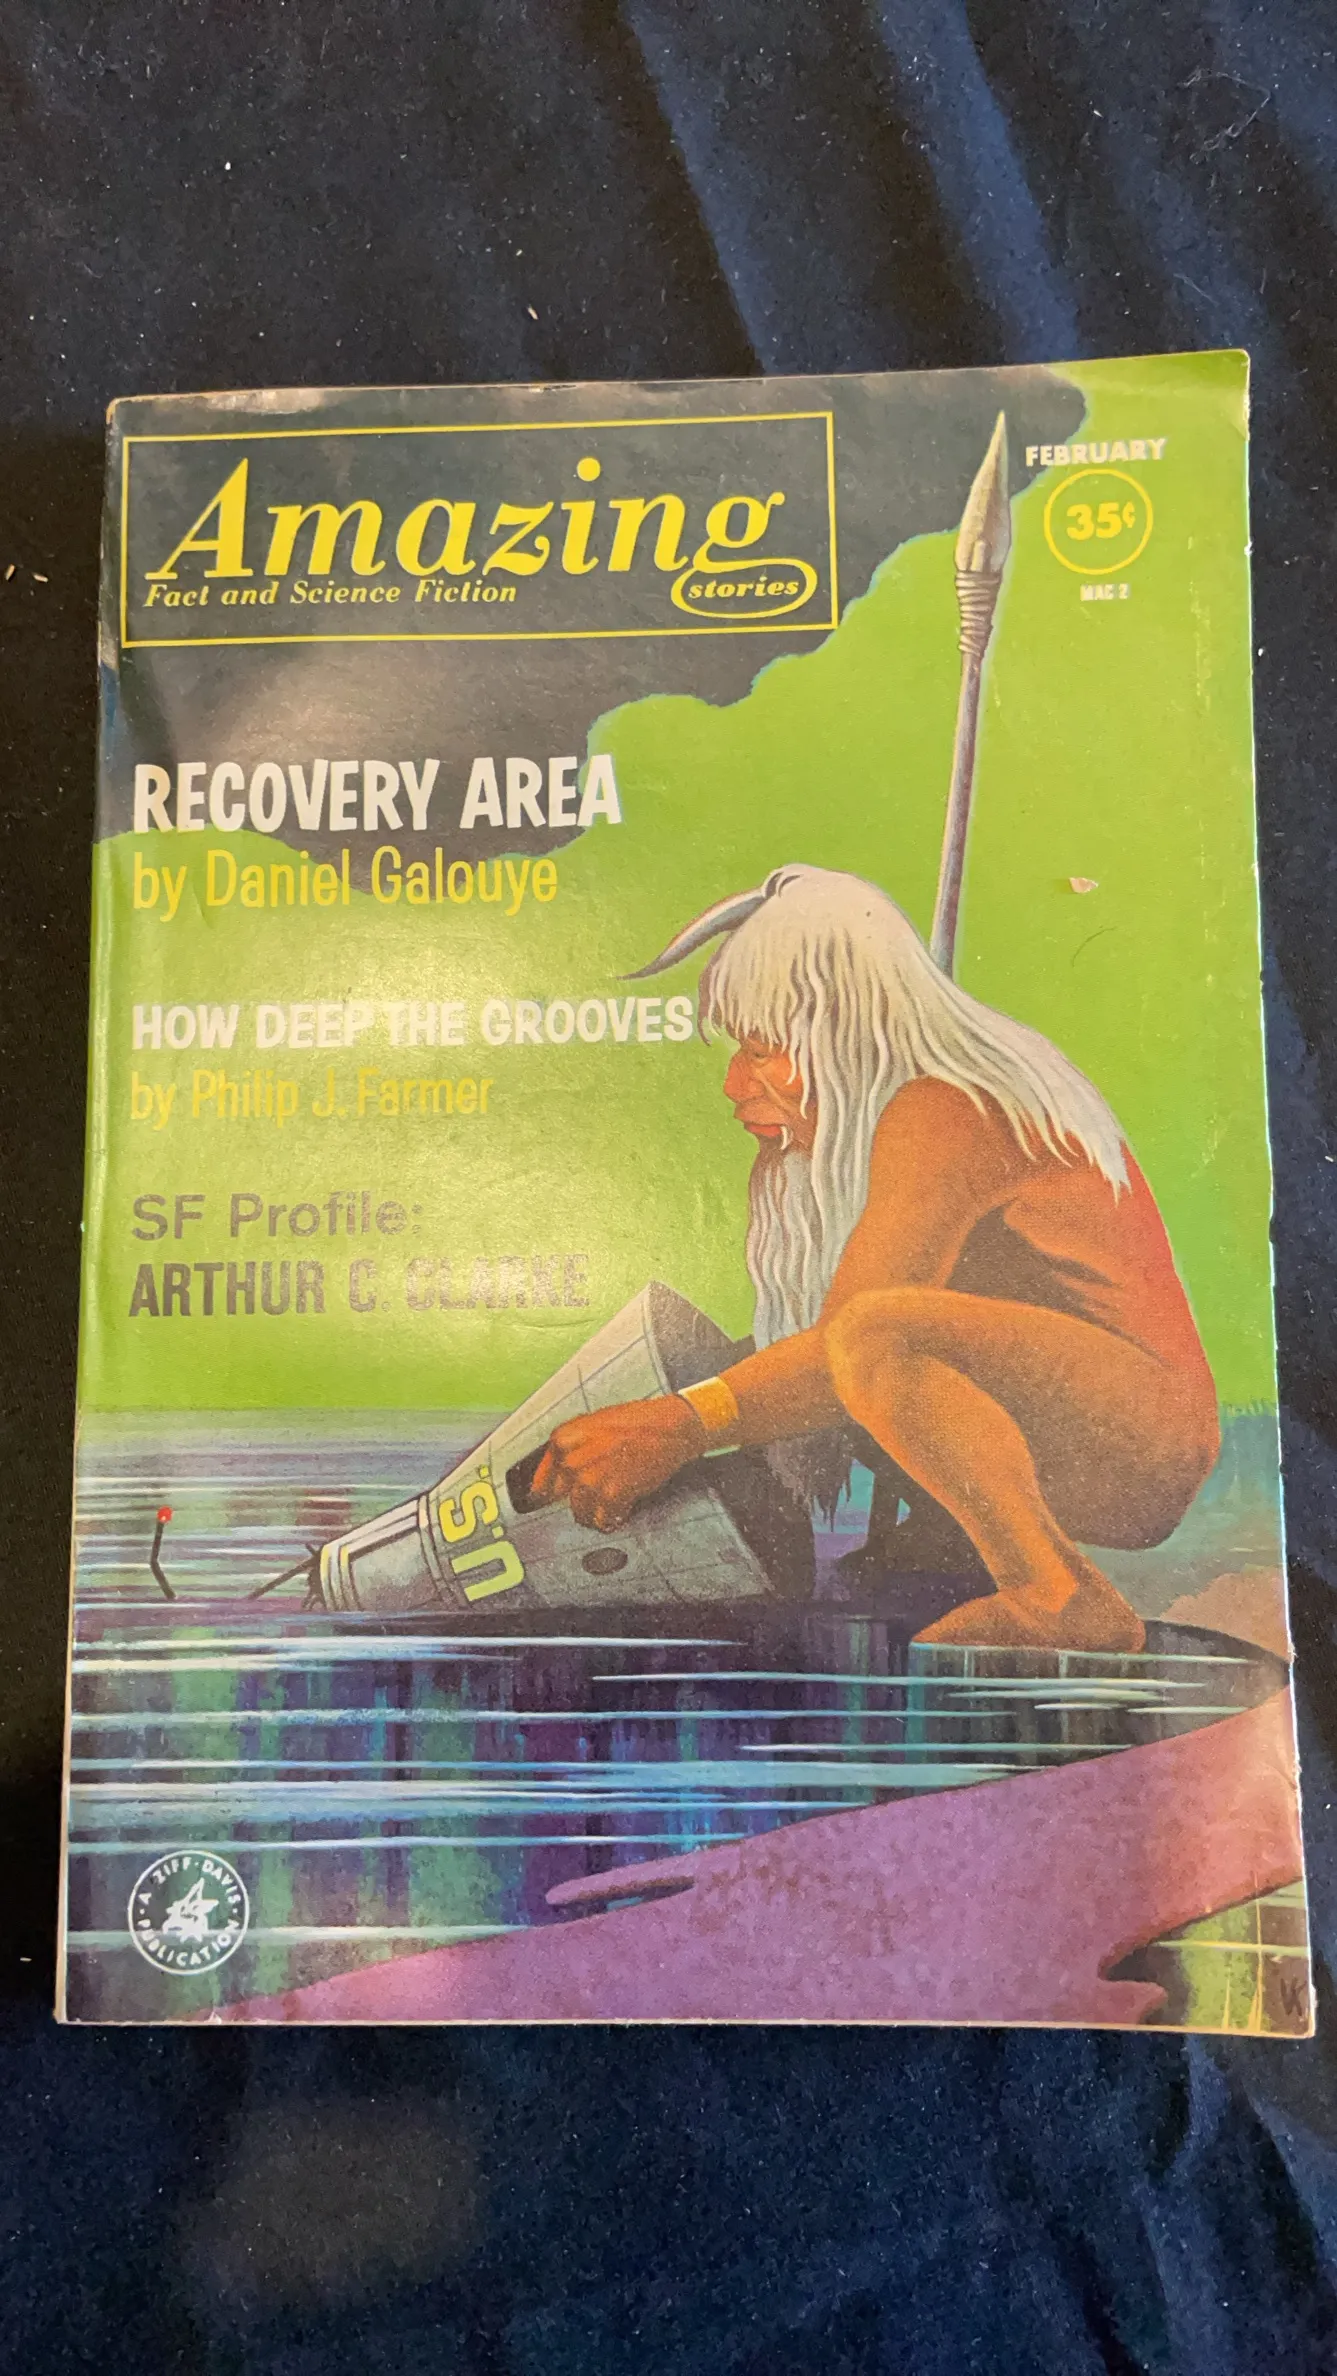 Amazing
Fact and Science Fiction
stories
FEBRUARY
35¢
MAC 2
RECOVERY AREA
by Daniel Galouye
HOW DEEP THE GROOVES
by Philip J. Farmer
SF Profile:
ARTHUR C. CLARKE
U.S.
A ZIFF-DAVIS PUBLICATION